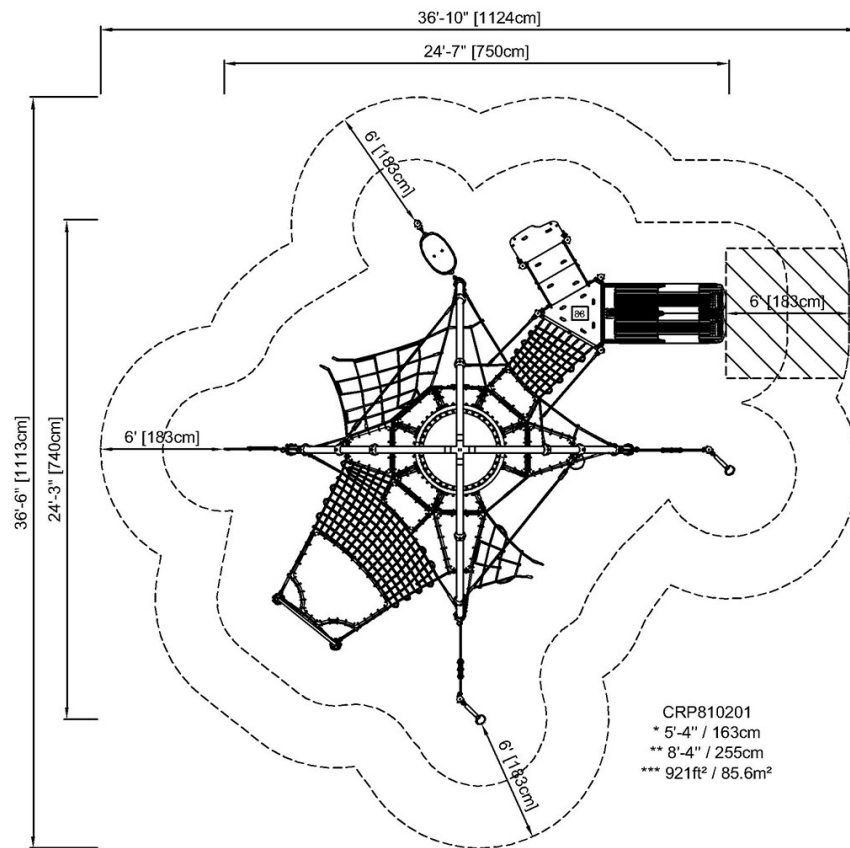 36'-10" [1124cm]
24'-7" [750cm]
6' [183cm]
6' [183cm]
98
6' [183cm]
36'-6" [1113cm]
24'-3" [740cm]
6' [183cm]
CRP810201
* 5'-4" / 163cm
** 8'-4" / 255cm
*** 921ft² / 85.6m²